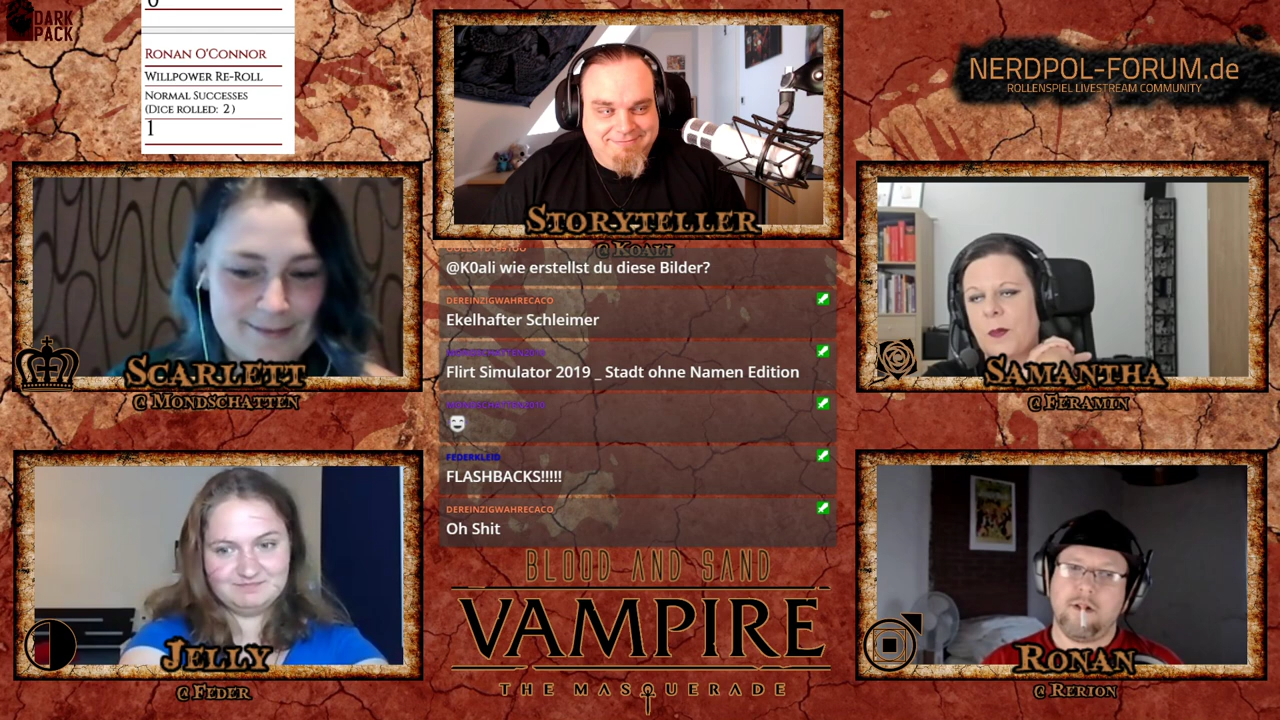 DARK
PACK
RONAN O'CONNOR
WILLPOWER RE-ROLL
NORMAL SUCCESSES
(DICE ROLLED: 2)
1
NERDPOL-FORUM.de
ROLLENSPIEL LIVESTREAM COMMUNITY
STORYTELLER
@ KOALI
@K0ali wie erstellst du diese Bilder?
DEREINZIGWAHRECACO
Ekelhafter Schleimer
Flirt Simulator 2019 _ Stadt ohne Namen Edition
FEDERKLEID
FLASHBACKS!!!!!
DEREINZIGWAHRECACO
Oh Shit
SCARLETT
@ MONDSCHATTEN
SAMANTHA
@ FERAMIN
JELLY
@ FEDER
RONAN
@ RERION
BLOOD AND SAND
VAMPIRE
THE MASQUERADE